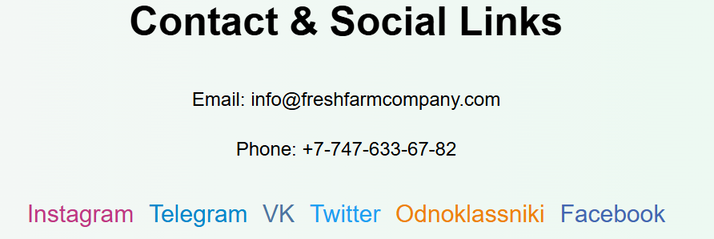 Contact & Social Links
Email: info@freshfarmcompany.com
Phone: +7-747-633-67-82
Instagram Telegram VK Twitter Odnoklassniki Facebook